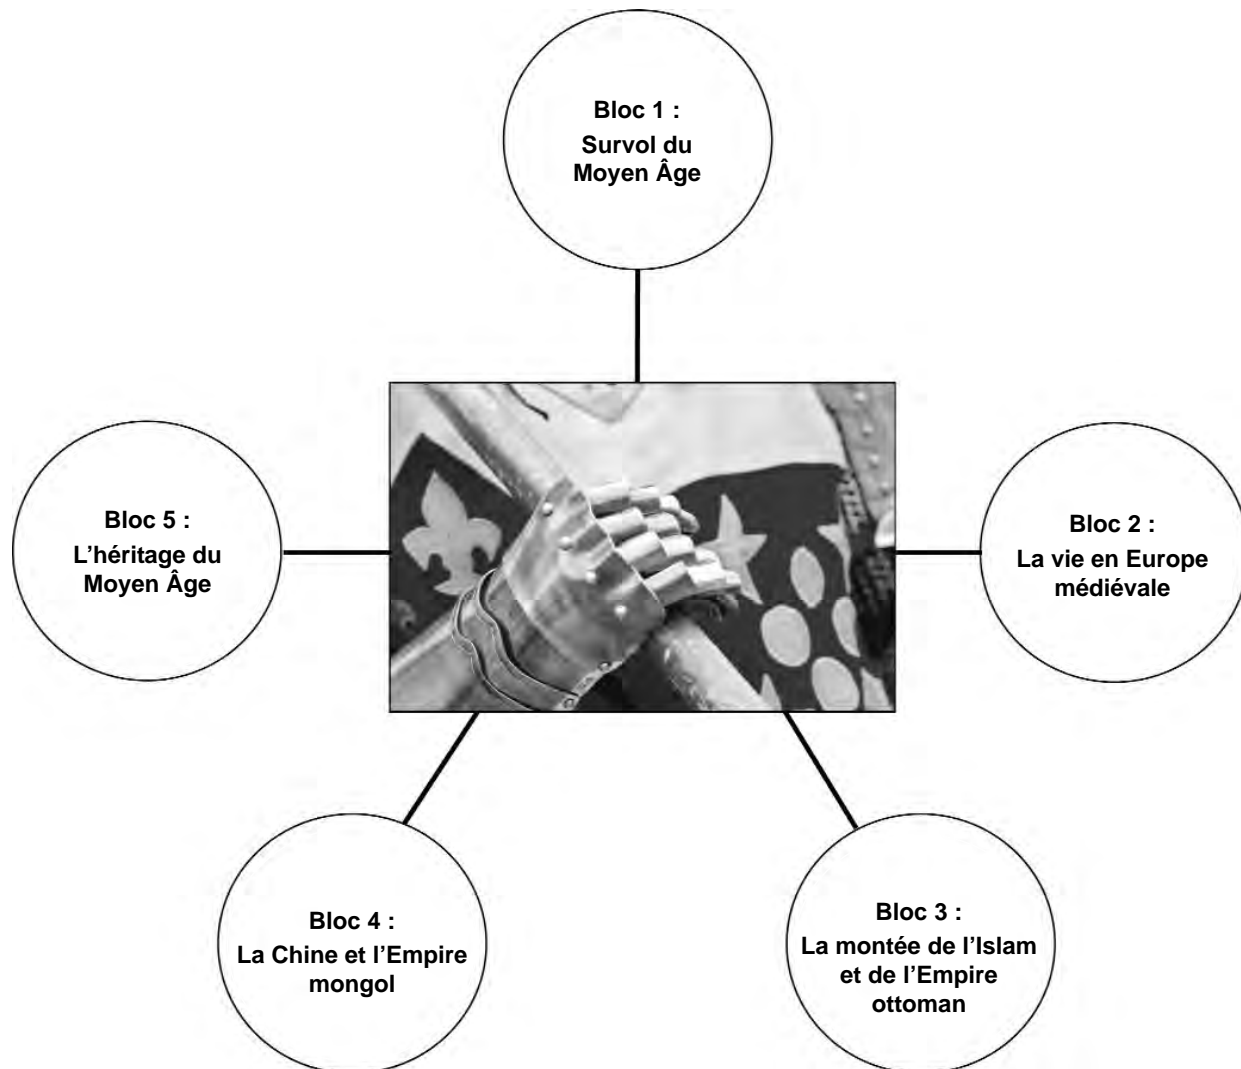 Bloc 1 :
Survol du
Moyen Âge
Bloc 5 :
L’héritage du
Moyen Âge
Bloc 2 :
La vie en Europe
médiévale
Bloc 4 :
La Chine et l’Empire
mongol
Bloc 3 :
La montée de l’Islam
et de l’Empire
ottoman